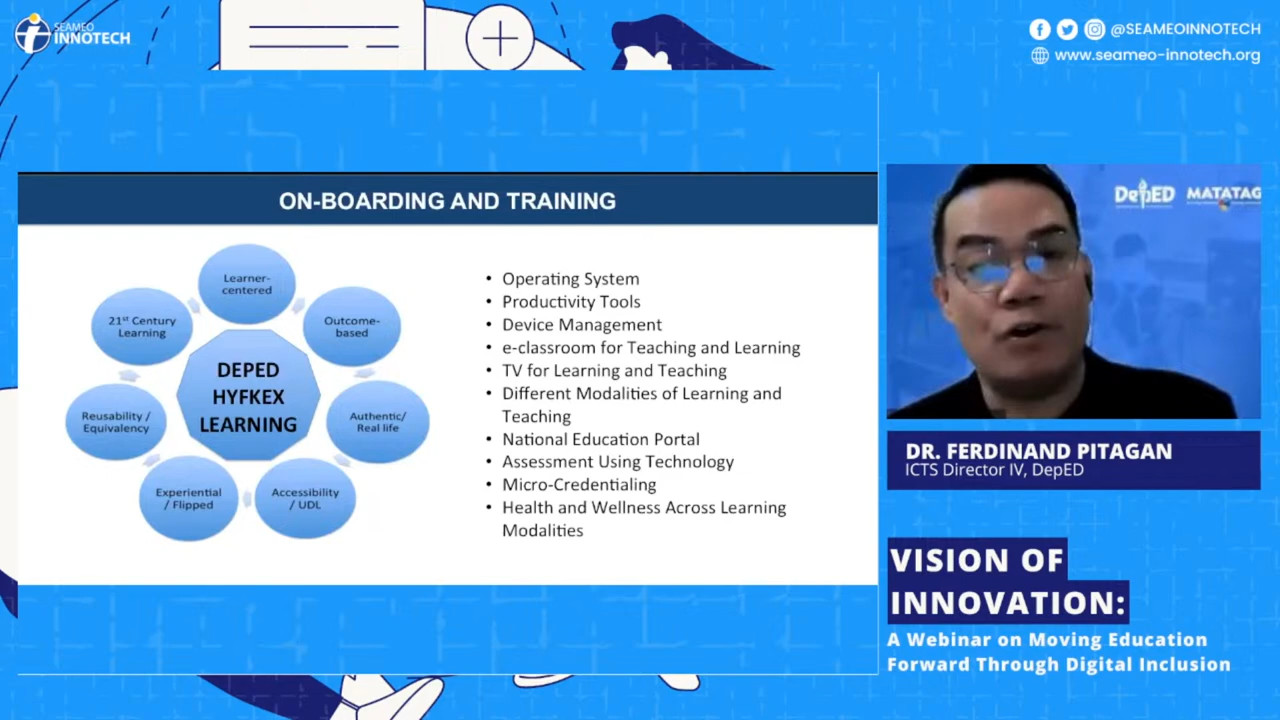 SEAMEO
INNOTECH
@SEAMEOINNOTECH
www.seameo-innotech.org
ON-BOARDING AND TRAINING
Learner-
centered
Outcome-
based
Authentic/
Real life
Accessibility
/ UDL
Experiential
/ Flipped
Reusability /
Equivalency
21st Century
Learning
DEPED
HYFKEX
LEARNING
• Operating System
• Productivity Tools
• Device Management
• e-classroom for Teaching and Learning
• TV for Learning and Teaching
• Different Modalities of Learning and
Teaching
• National Education Portal
• Assessment Using Technology
• Micro-Credentialing
• Health and Wellness Across Learning
Modalities
DepED MATATAG
DR. FERDINAND PITAGAN
ICTS Director IV, DepED
VISION OF
INNOVATION:
A Webinar on Moving Education
Forward Through Digital Inclusion